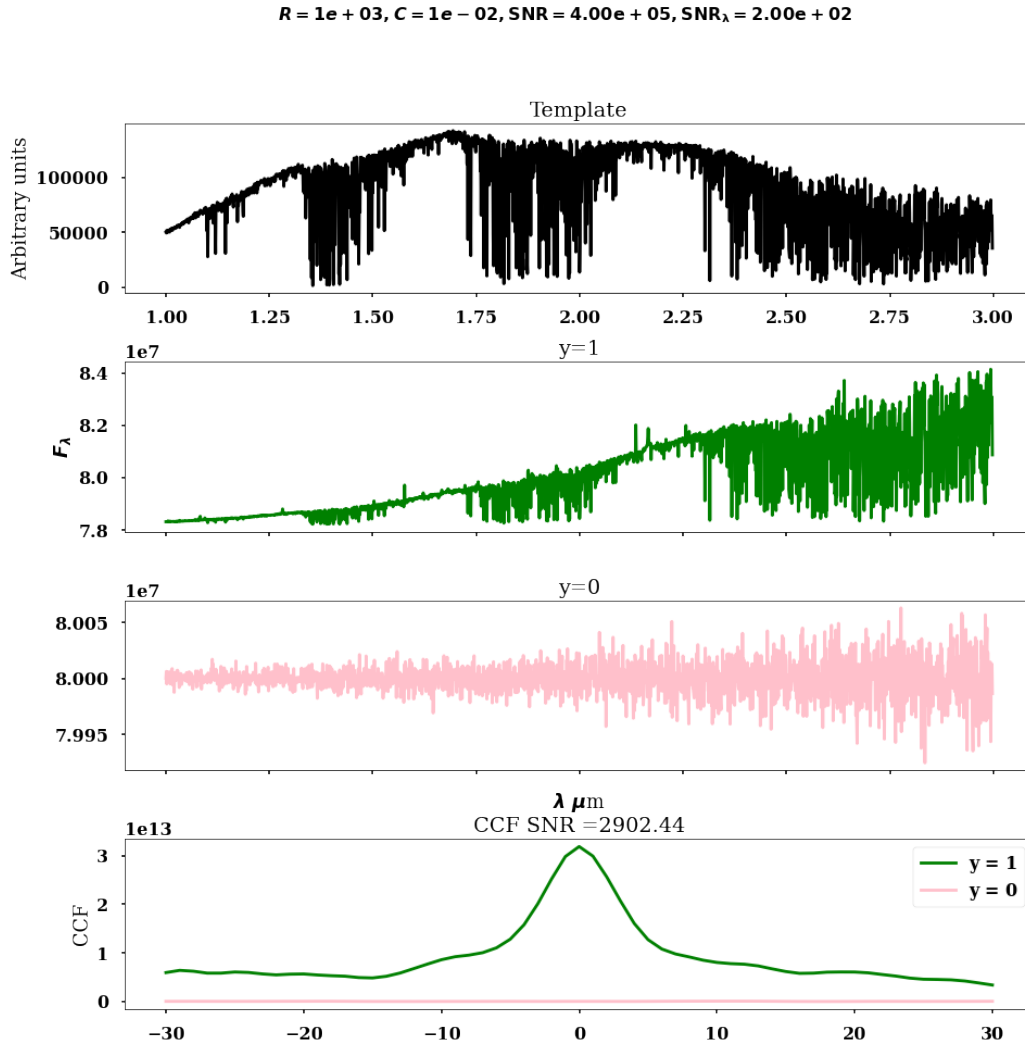 R = 1e + 03, C = 1e − 02, SNR = 4.00e + 05, SNRλ = 2.00e + 02
Template
Arbitrary units
100000
50000
0
1.00 1.25 1.50 1.75 2.00 2.25 2.50 2.75 3.00
1e7
y=1
Fλ
8.4
8.2
8.0
7.8
1e7
y=0
8.005
8.000
7.995
λ μm
1e13
CCF SNR =2902.44
CCF
3
2
1
0
y = 1
y = 0
−30 −20 −10 0 10 20 30